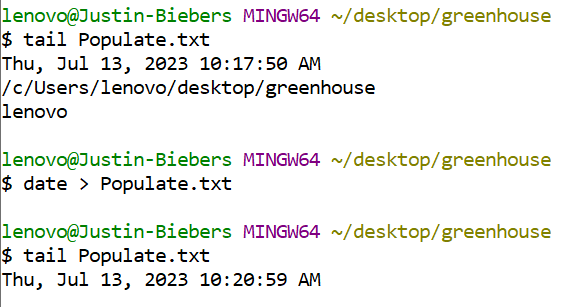 lenovo@Justin-Biebers MINGW64 ~/desktop/greenhouse
$ tail Populate.txt
Thu, Jul 13, 2023 10:17:50 AM
/c/Users/lenovo/desktop/greenhouse
lenovo
lenovo@Justin-Biebers MINGW64 ~/desktop/greenhouse
$ date > Populate.txt
lenovo@Justin-Biebers MINGW64 ~/desktop/greenhouse
$ tail Populate.txt
Thu, Jul 13, 2023 10:20:59 AM